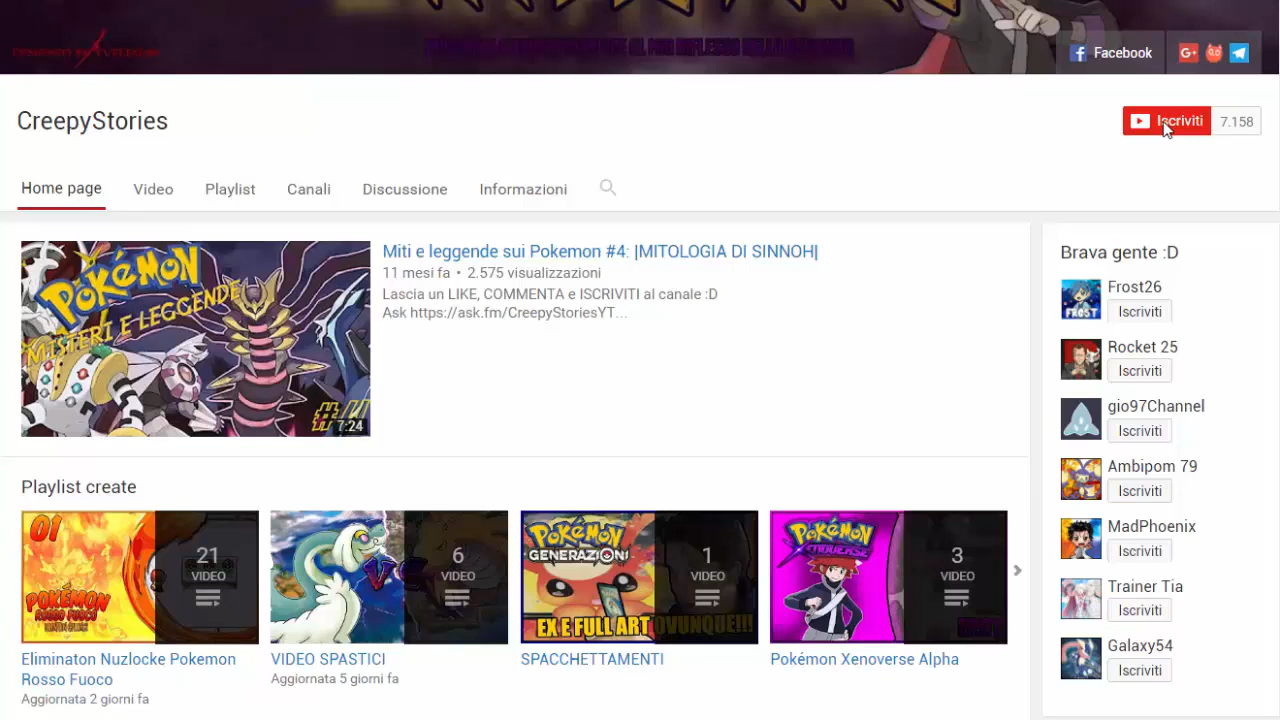 Facebook
CreepyStories
Iscriviti 7.158
Home page Video Playlist Canali Discussione Informazioni
Miti e leggende sui Pokemon #4: |MITOLOGIA DI SINNOH|
11 mesi fa • 2.575 visualizzazioni
Lascia un LIKE, COMMENTA e ISCRIVITI al canale :D
Ask https://ask.fm/CreepyStoriesYT...
POKÉMON
MISTERI E LEGGENDE
#4
7:24
Brava gente :D
Frost26
Iscriviti
FROST
Rocket 25
Iscriviti
gio97Channel
Iscriviti
Ambipom 79
Iscriviti
MadPhoenix
Iscriviti
Trainer Tia
Iscriviti
Galaxy54
Iscriviti
Playlist create
01
POKÉMON
ROSSO FUOCO
21
VIDEO
Eliminaton Nuzlocke Pokemon
Rosso Fuoco
Aggiornata 2 giorni fa
6
VIDEO
VIDEO SPASTICI
Aggiornata 5 giorni fa
POKÉMON
GENERAZIONI
EX E FULL ART OVUNQUE!!!
1
VIDEO
SPACCHETTAMENTI
POKÉMON
XENOVERSE
3
VIDEO
Pokémon Xenoverse Alpha